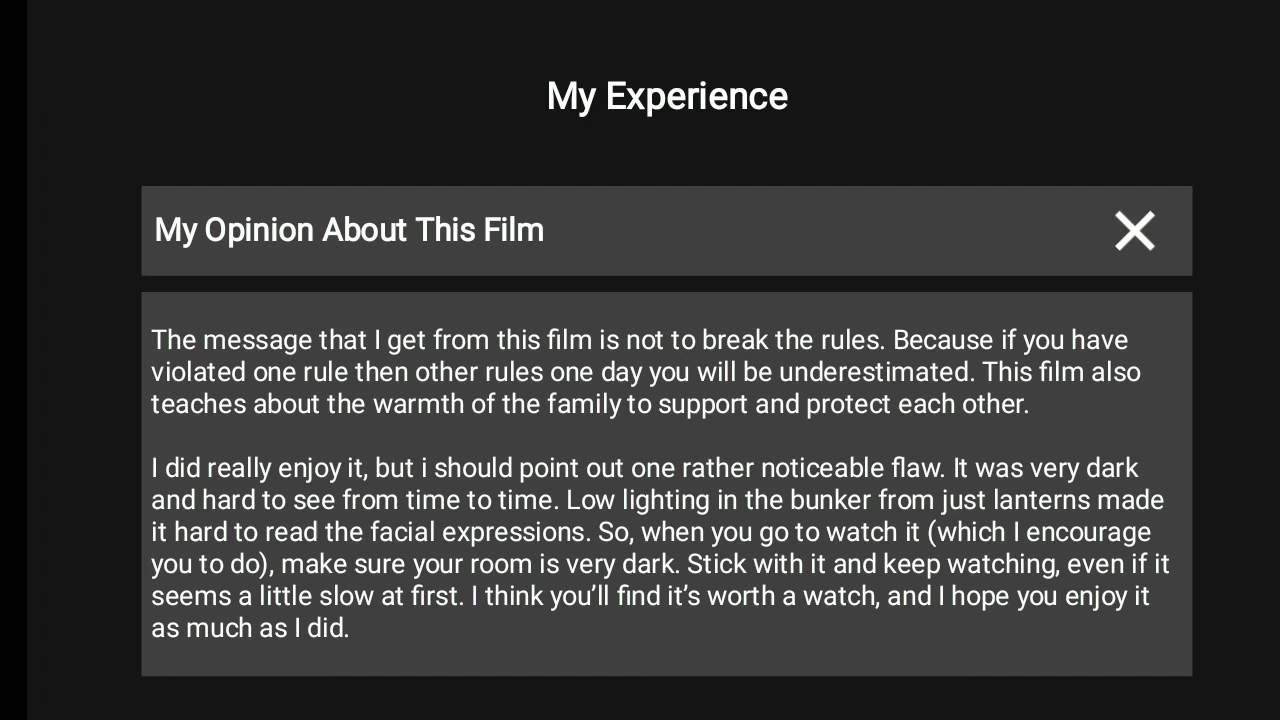 My Experience
My Opinion About This Film
The message that I get from this film is not to break the rules. Because if you have
violated one rule then other rules one day you will be underestimated. This film also
teaches about the warmth of the family to support and protect each other.
I did really enjoy it, but i should point out one rather noticeable flaw. It was very dark
and hard to see from time to time. Low lighting in the bunker from just lanterns made
it hard to read the facial expressions. So, when you go to watch it (which I encourage
you to do), make sure your room is very dark. Stick with it and keep watching, even if it
seems a little slow at first. I think you’ll find it’s worth a watch, and I hope you enjoy it
as much as I did.